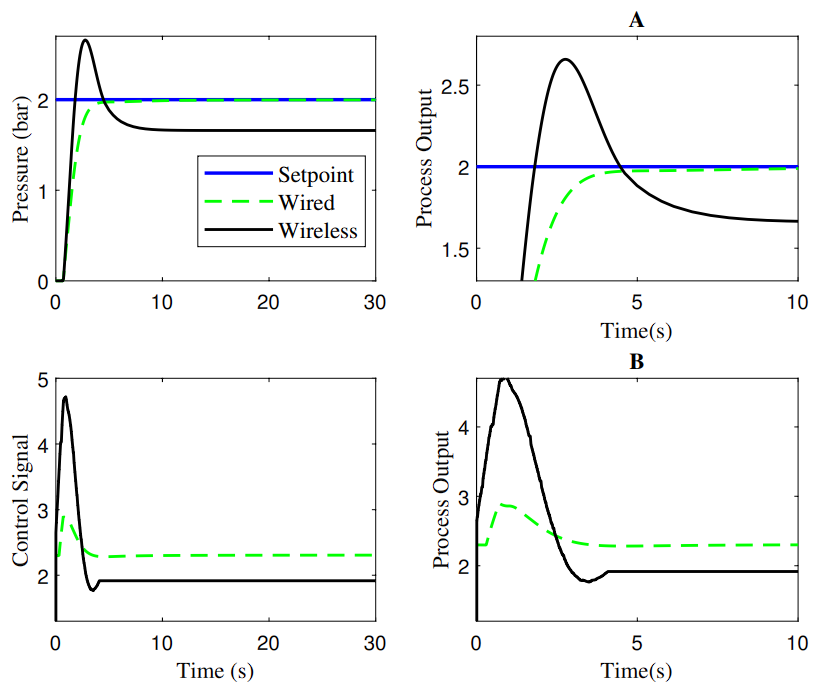 A
Pressure (bar)
2
1
0
0
10
20
30
Setpoint
Wired
Wireless
Process Output
2.5
2
1.5
0
5
10
Time(s)
B
Control Signal
5
4
3
2
0
10
20
30
Time (s)
Process Output
4
3
2
0
5
10
Time(s)